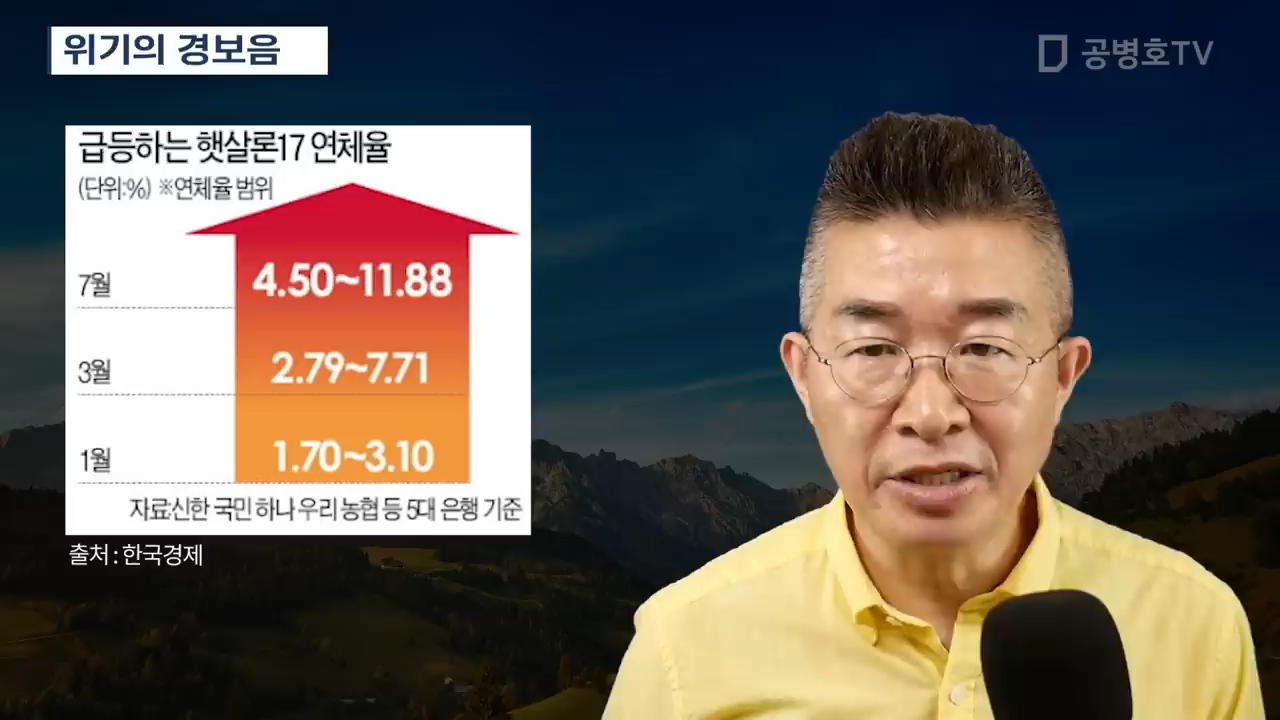 위기의 경보음
공병호TV
급등하는 햇살론17 연체율
(단위:%) ※연체율 범위
7월 4.50~11.88
3월 2.79~7.71
1월 1.70~3.10
자료:신한 국민 하나 우리 농협 등 5대 은행 기준
출처 : 한국경제